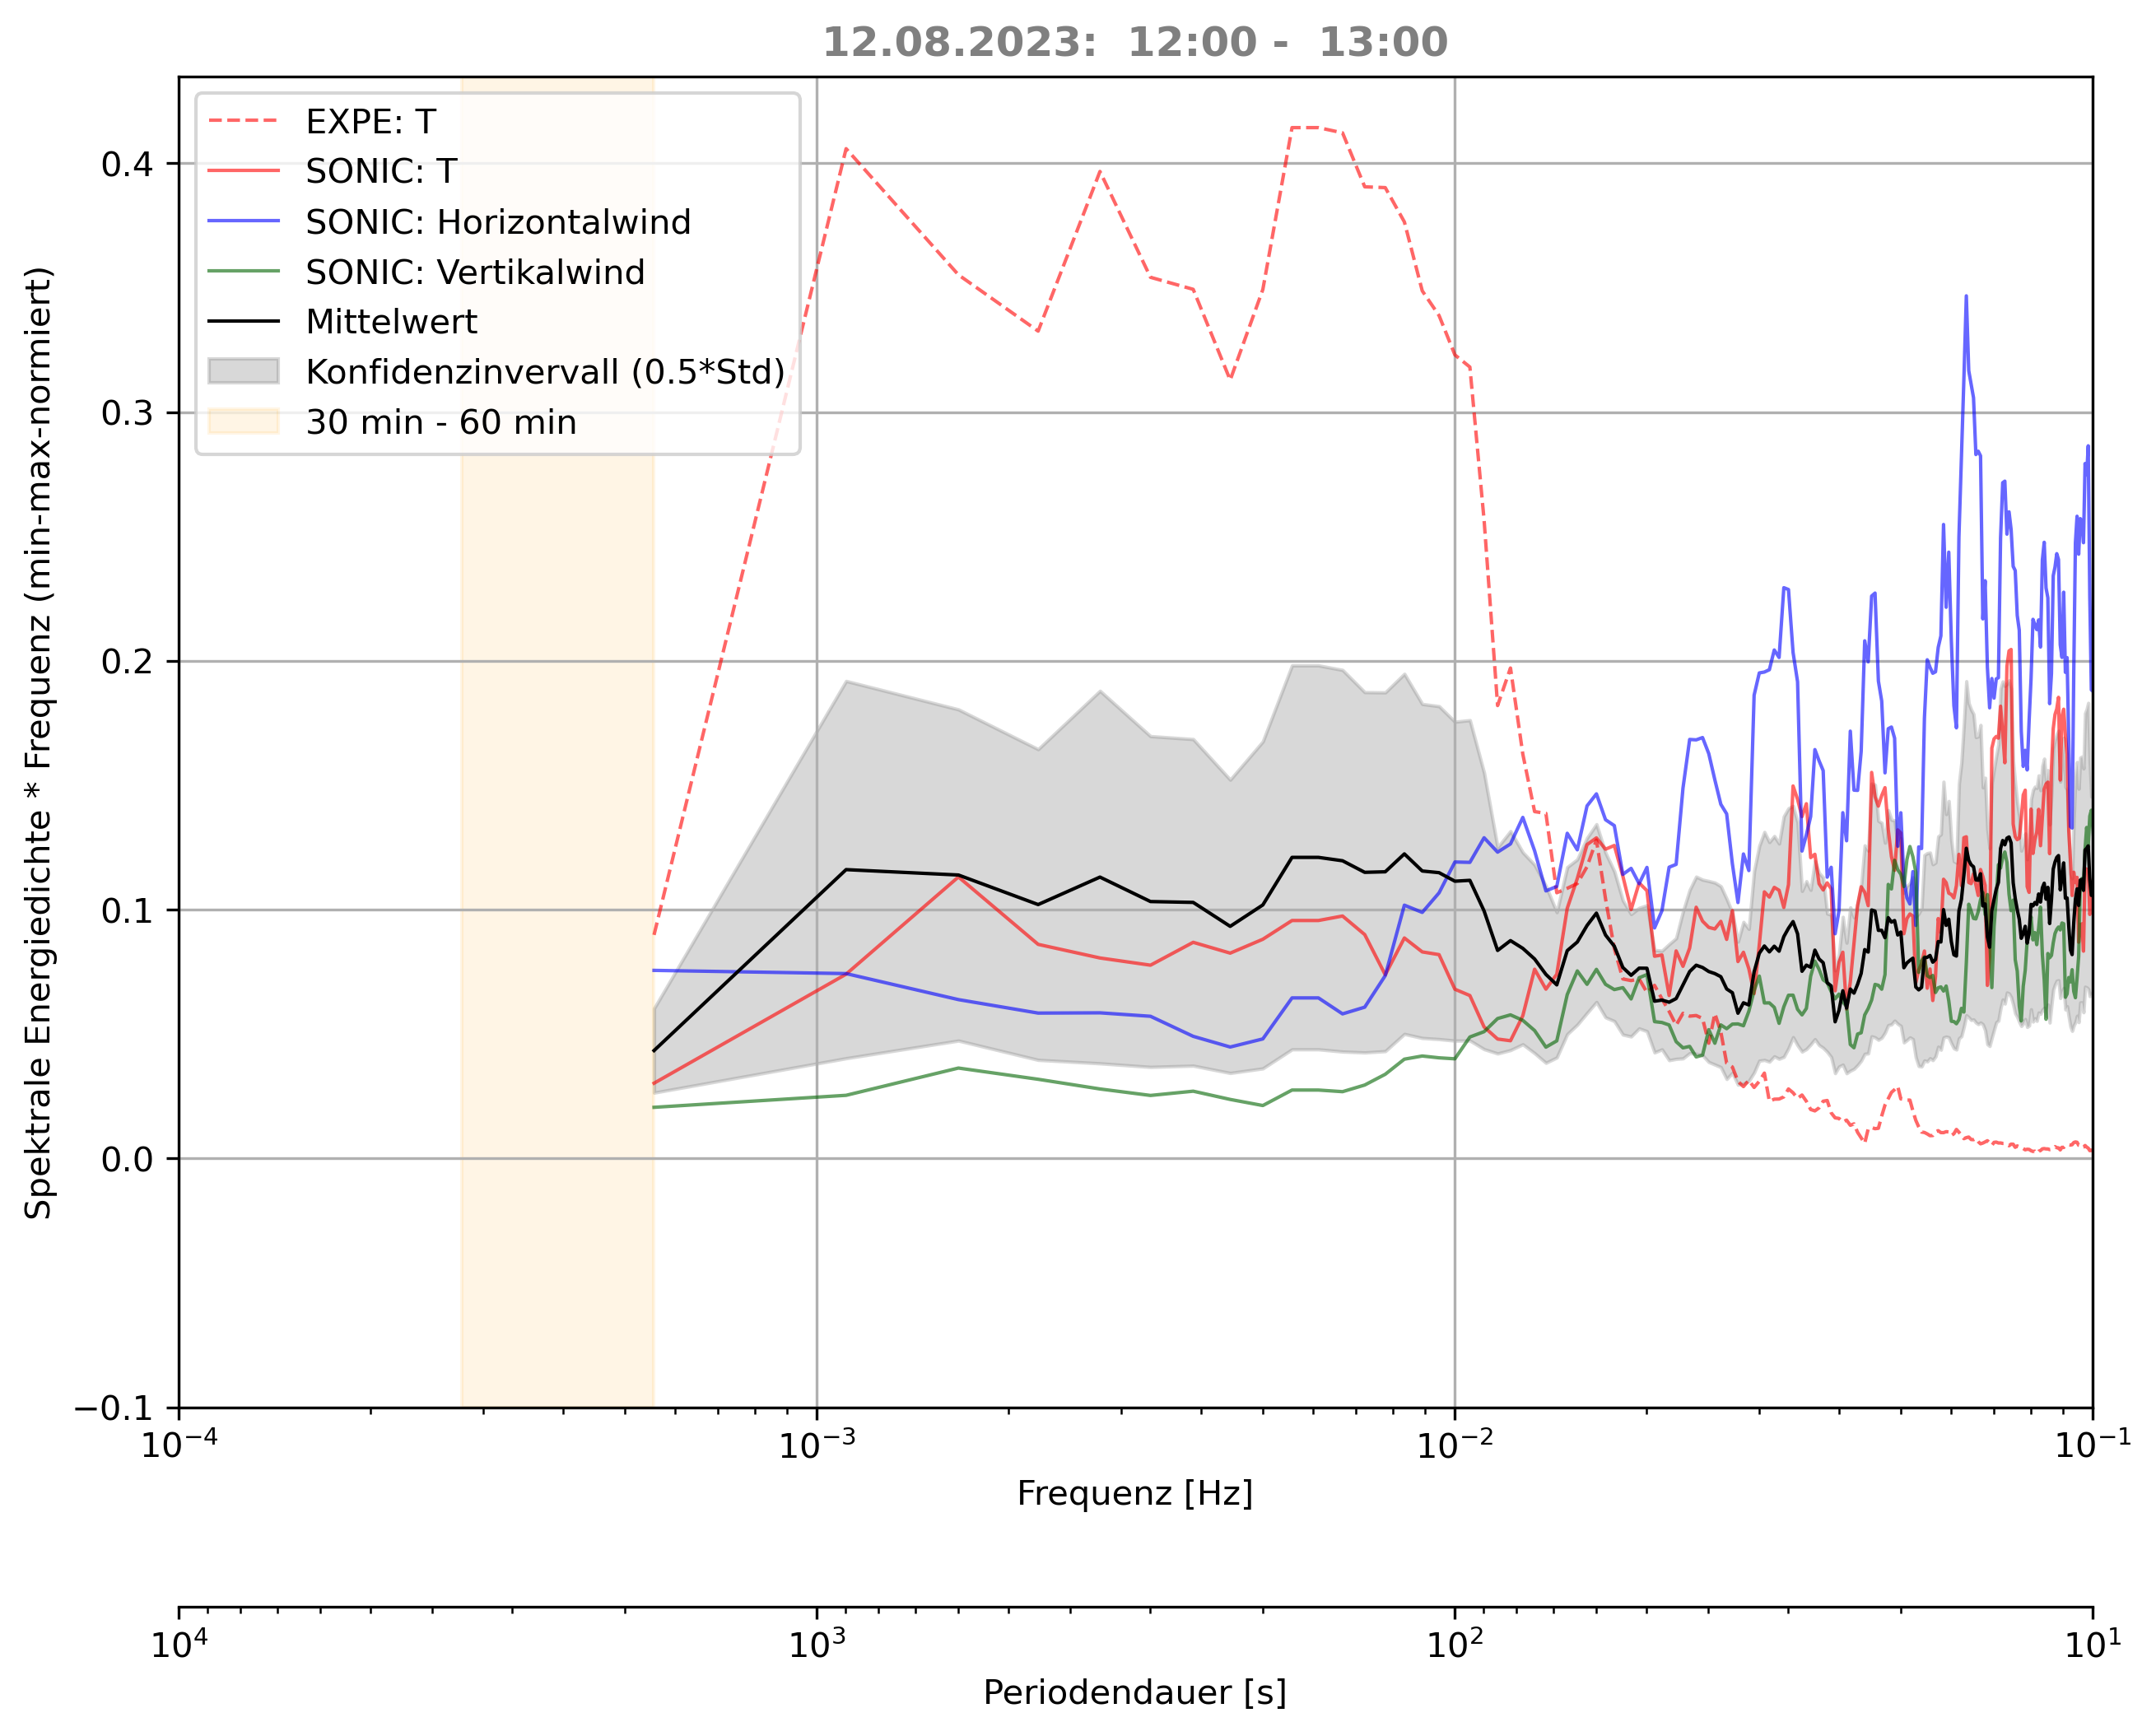 12.08.2023:  12:00 -  13:00
Spektrale Energiedichte * Frequenz (min-max-normiert)
0.4
0.3
0.2
0.1
0.0
−0.1
EXPE: T
SONIC: T
SONIC: Horizontalwind
SONIC: Vertikalwind
Mittelwert
Konfidenzinvervall (0.5*Std)
30 min - 60 min
10⁻⁴ 10⁻³ 10⁻² 10⁻¹
Frequenz [Hz]
10⁴ 10³ 10² 10¹
Periodendauer [s]